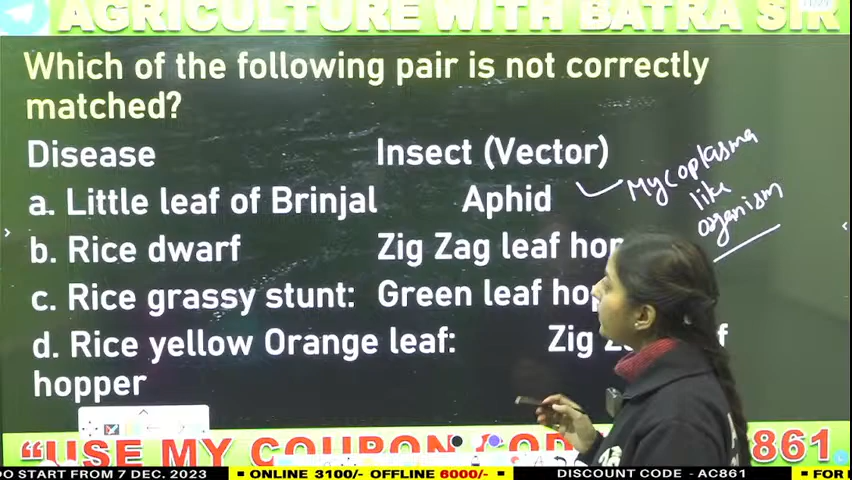 AGRICULTURE WITH BATRA SIR
Which of the following pair is not correctly
matched?
Disease Insect (Vector)
a. Little leaf of Brinjal Aphid
Mycoplasma
like
organism
b. Rice dwarf Zig Zag leaf
c. Rice grassy stunt: Green leaf
d. Rice yellow Orange leaf: Zig
hopper
"USE MY COUPON 861
DO START FROM 7 DEC. 2023 ONLINE 3100/- OFFLINE 6000/- DISCOUNT CODE - AC861 FOR